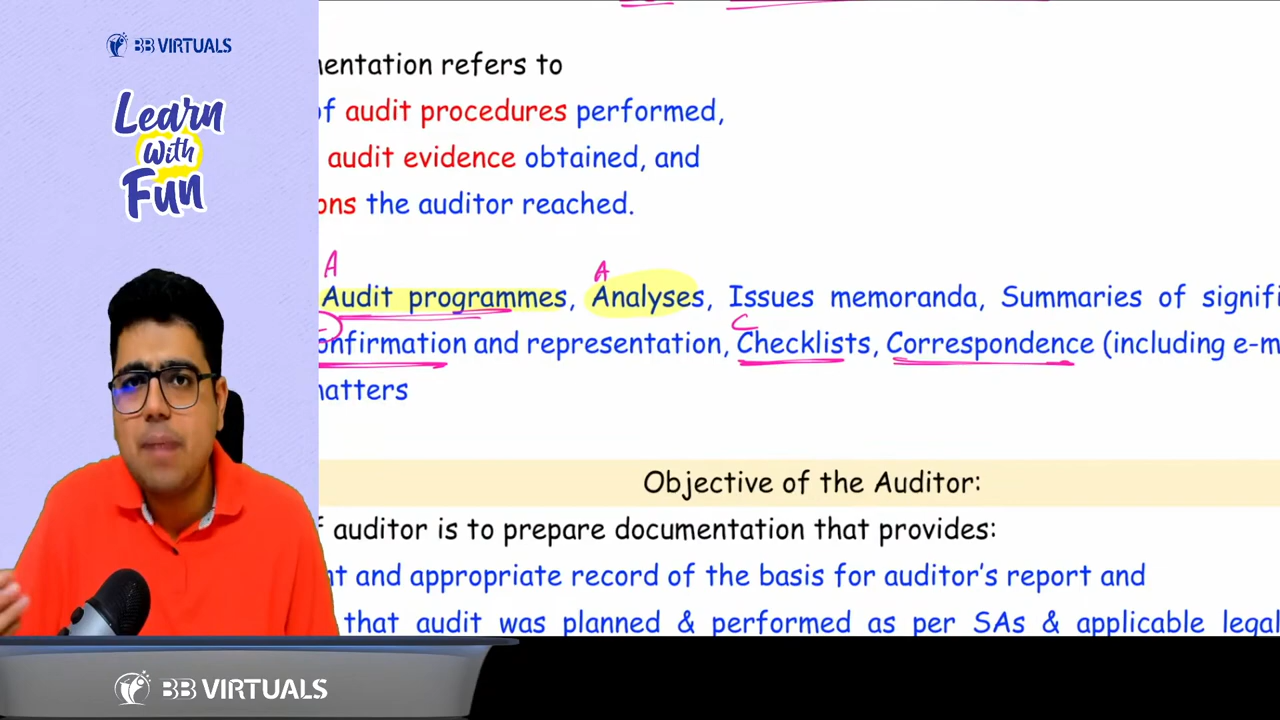 BB VIRTUALS
Learn
With
Fun
mentation refers to
of audit procedures performed,
audit evidence obtained, and
ons the auditor reached.
A
A
Audit programmes, Analyses, Issues memoranda, Summaries of signifi
C
onfirmation and representation, Checklists, Correspondence (including e-m
matters
Objective of the Auditor:
f auditor is to prepare documentation that provides:
nt and appropriate record of the basis for auditor's report and
that audit was planned & performed as per SAs & applicable legal
BB VIRTUALS